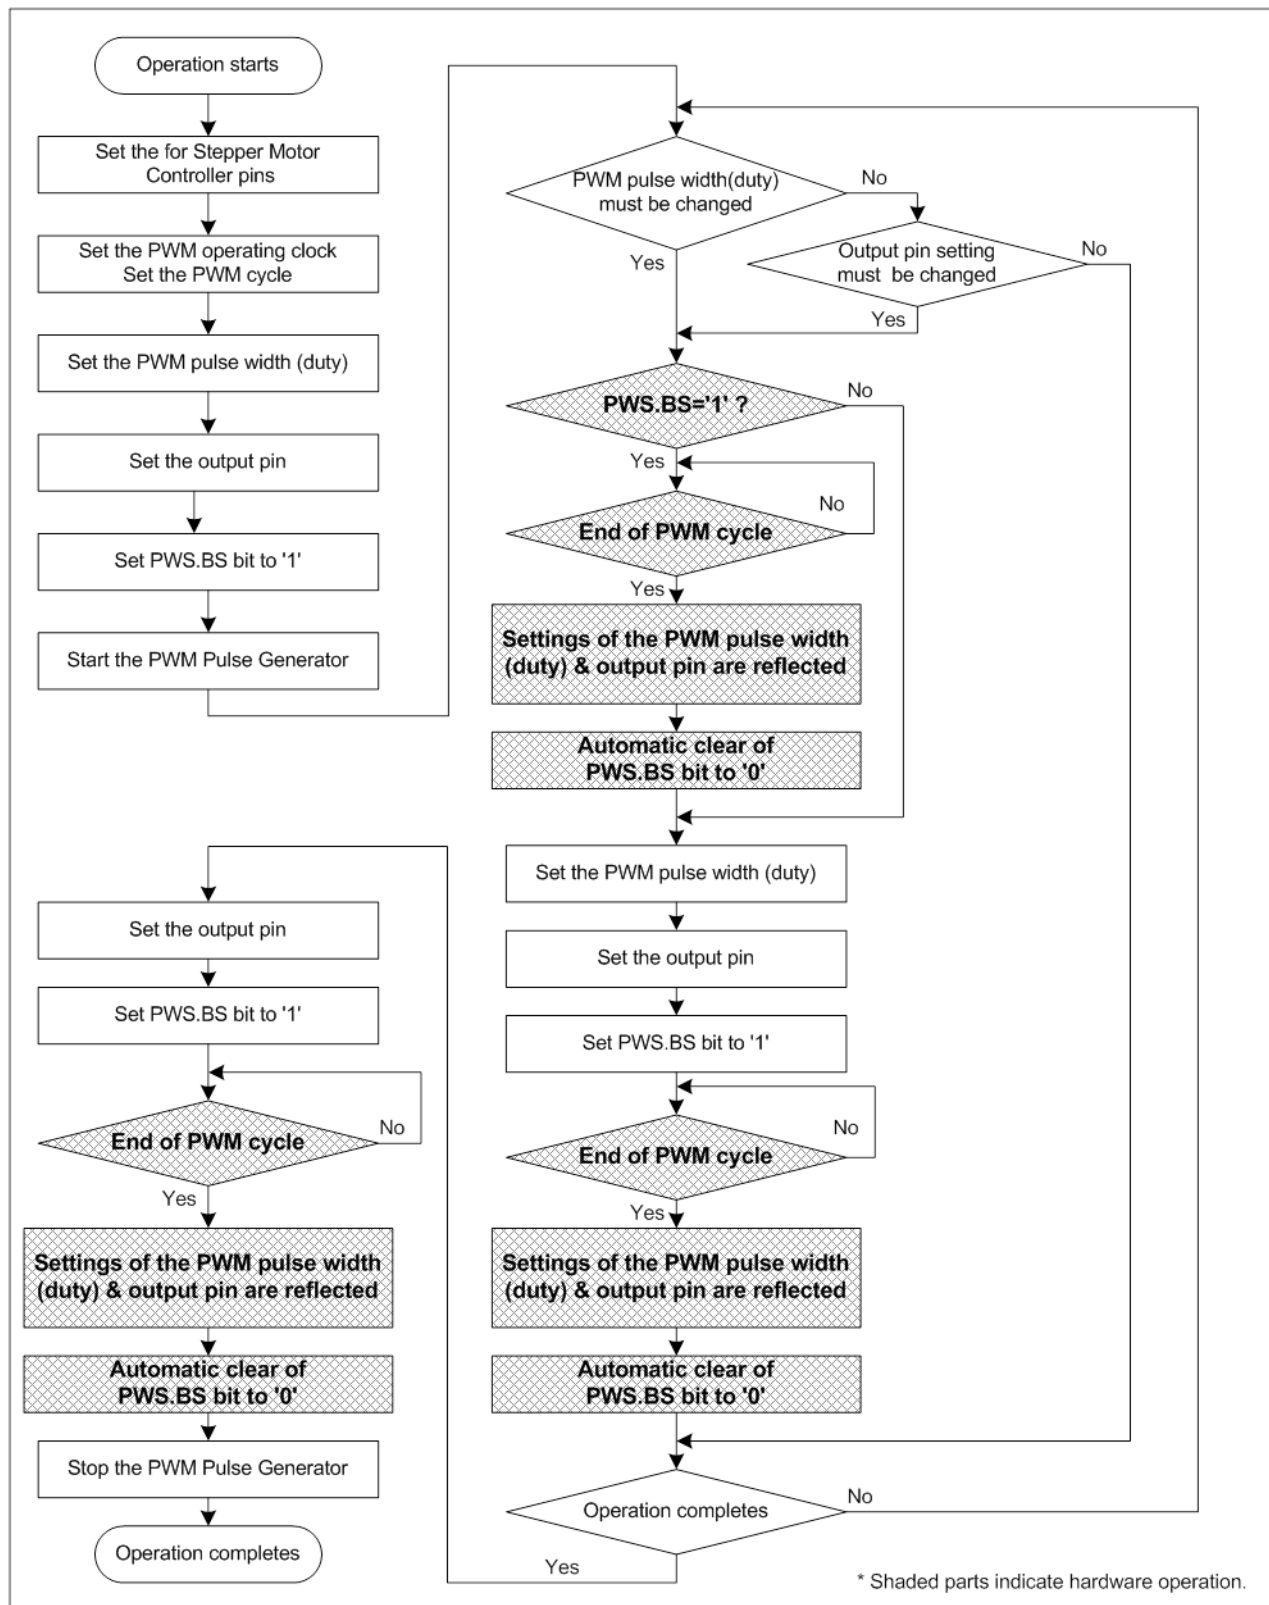 Operation starts
Set the for Stepper Motor
Controller pins
Set the PWM operating clock
Set the PWM cycle
Set the PWM pulse width (duty)
Set the output pin
Set PWS.BS bit to '1'
Start the PWM Pulse Generator
PWM pulse width(duty)
must be changed
No
Yes
Output pin setting
must be changed
No
Yes
PWS.BS='1' ?
No
Yes
End of PWM cycle
No
Yes
Settings of the PWM pulse width
(duty) & output pin are reflected
Automatic clear of
PWS.BS bit to '0'
Set the PWM pulse width (duty)
Set the output pin
Set PWS.BS bit to '1'
End of PWM cycle
No
Yes
Settings of the PWM pulse width
(duty) & output pin are reflected
Automatic clear of
PWS.BS bit to '0'
Operation completes
No
Yes
Set the output pin
Set PWS.BS bit to '1'
End of PWM cycle
No
Yes
Settings of the PWM pulse width
(duty) & output pin are reflected
Automatic clear of
PWS.BS bit to '0'
Stop the PWM Pulse Generator
Operation completes
* Shaded parts indicate hardware operation.